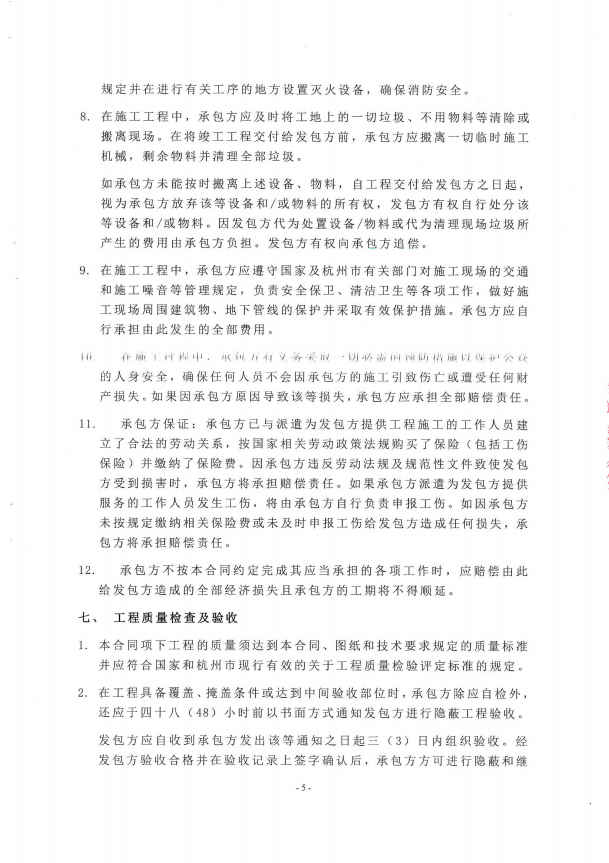 规定并在进行有关工序的地方设置灭火设备，确保消防安全。
8. 在施工工程中，承包方应及时将工地上的一切垃圾、不用物料等清除或
搬离现场。在将竣工工程交付给发包方前，承包方应搬离一切临时施工
机械，剩余物料并清理全部垃圾。
如承包方未能按时搬离上述设备、物料，自工程交付给发包方之日起，
视为承包方放弃该等设备和/或物料的所有权，发包方有权自行处分该
等设备和/或物料。因发包方代为处置设备/物料或代为清理现场垃圾所
产生的费用由承包方负担。发包方有权向承包方追偿。
9. 在施工工程中，承包方应遵守国家及杭州市有关部门对施工现场的交通
和施工噪音等管理规定，负责安全保卫、清洁卫生等各项工作，做好施
工现场周围建筑物、地下管线的保护并采取有效保护措施。承包方应自
行承担由此发生的全部费用。
10. 在施工过程中，承包方有义务采取一切必需的预防措施以保护公众
的人身安全，确保任何人员不会因承包方的施工引致伤亡或遭受任何财
产损失。如果因承包方原因导致该等损失，承包方应承担全部赔偿责任。
11. 承包方保证：承包方已与派遣为发包方提供工程施工的工作人员建
立了合法的劳动关系，按国家相关劳动政策法规购买了保险（包括工伤
保险）并缴纳了保险费。因承包方违反劳动法规及规范性文件致使发包
方受到损害时，承包方将承担赔偿责任。如果承包方派遣为发包方提供
服务的工作人员发生工伤，将由承包方自行负责申报工伤。如因承包方
未按规定缴纳相关保险费或未及时申报工伤给发包方造成任何损失，承
包方将承担赔偿责任。
12. 承包方不按本合同约定完成其应当承担的各项工作时，应赔偿由此
给发包方造成的全部经济损失且承包方的工期将不得顺延。
七、 工程质量检查及验收
1. 本合同项下工程的质量须达到本合同、图纸和技术要求规定的质量标准
并应符合国家和杭州市现行有效的关于工程质量检验评定标准的规定。
2. 在工程具备覆盖、掩盖条件或达到中间验收部位时，承包方除应自检外，
还应于四十八（48）小时前以书面方式通知发包方进行隐蔽工程验收。
发包方应自收到承包方发出该等通知之日起三（3）日内组织验收。经
发包方验收合格并在验收记录上签字确认后，承包方方可进行隐蔽和继
- 5 -